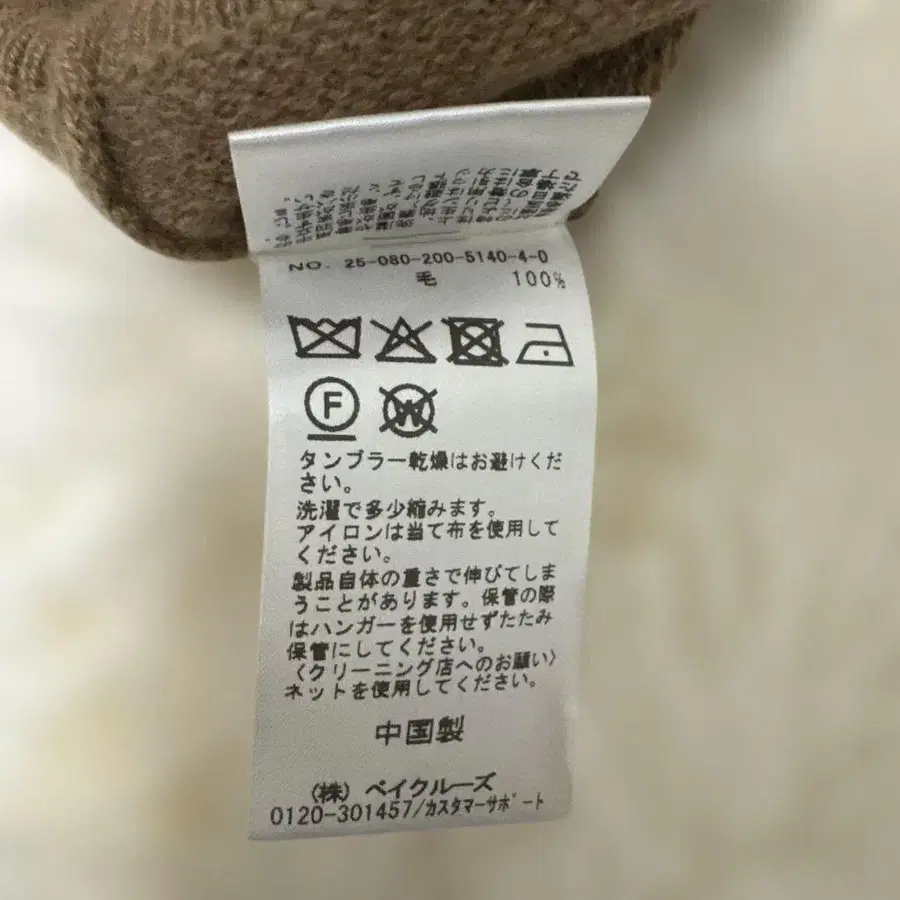 NO. 25-080-200-5140-4-0
毛 100%
F
W
タンブラー乾燥はお避けくだ
さい。
洗濯で多少縮みます。
アイロンは当て布を使用して
ください。
製品自体の重さで伸びてしま
うことがあります。保管の際
はハンガーを使用せずたたみ
保管にしてください。
〈クリーニング店へのお願い〉
ネットを使用してください。
中国製
(株) ベイクルーズ
0120-301457/カスタマーサポート